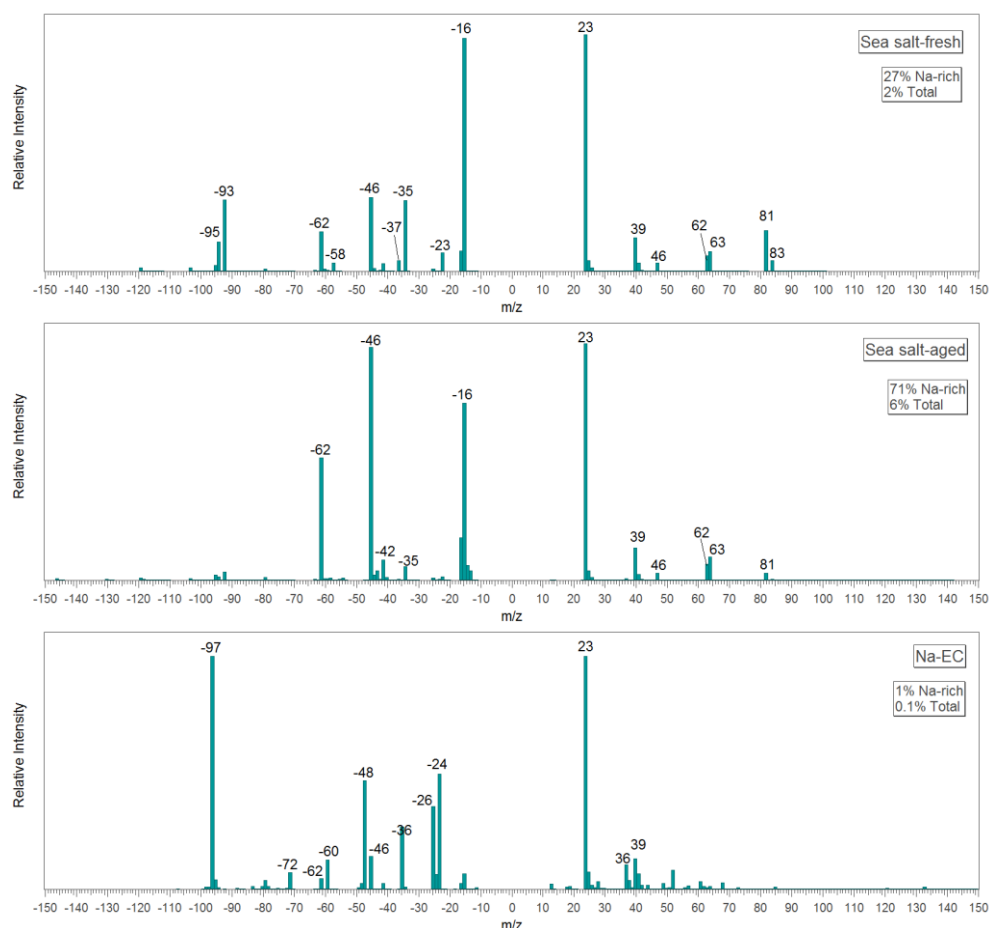 Relative Intensity
Sea salt-fresh
27% Na-rich
2% Total
-95
-93
-62
-58
-46
-37
-35
-23
-16
23
39
46
62
63
81
83
-150 -140 -130 -120 -110 -100 -90 -80 -70 -60 -50 -40 -30 -20 -10 0 10 20 30 40 50 60 70 80 90 100 110 120 130 140 150
m/z
Relative Intensity
Sea salt-aged
71% Na-rich
6% Total
-62
-46
-42
-35
-16
23
39
46
62
63
81
-150 -140 -130 -120 -110 -100 -90 -80 -70 -60 -50 -40 -30 -20 -10 0 10 20 30 40 50 60 70 80 90 100 110 120 130 140 150
m/z
Relative Intensity
Na-EC
1% Na-rich
0.1% Total
-97
-72
-62
-60
-48
-46
-36
-26
-24
23
36
39
-150 -140 -130 -120 -110 -100 -90 -80 -70 -60 -50 -40 -30 -20 -10 0 10 20 30 40 50 60 70 80 90 100 110 120 130 140 150
m/z